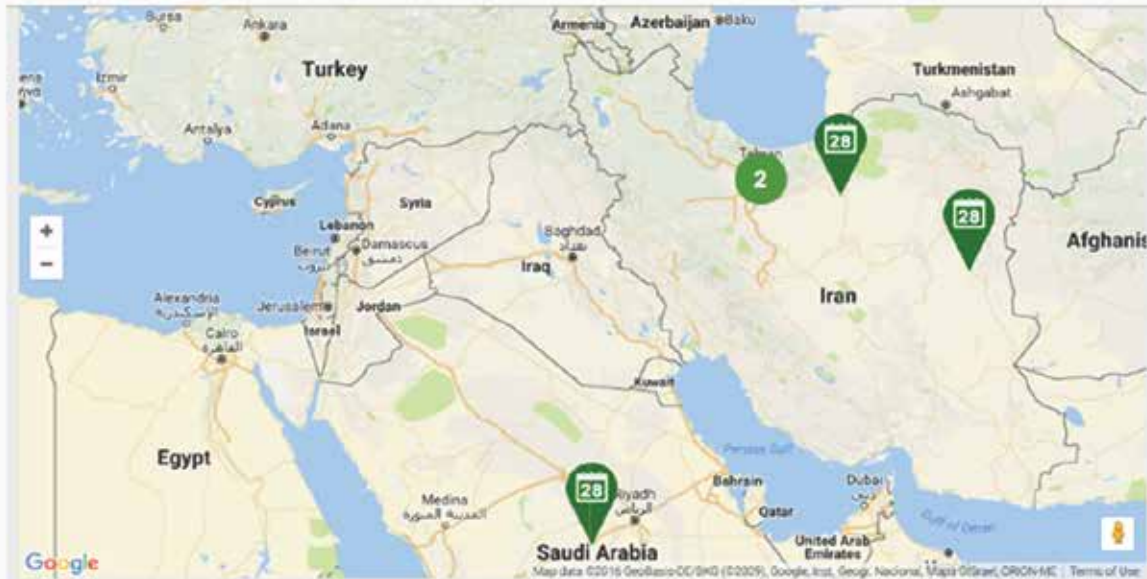 Bursa
Ankara
Armenia
Azerbaijan
Baku
Turkey
Izmir
Turkmenistan
Ashgabat
Antalya
Adana
28
2
Cyprus
Syria
28
Lebanon
Beirut
بيروت
Damascus
دمشق
Baghdad
بغداد
Iraq
Afghanis
Iran
Alexandria
الإسكندرية
Jerusalem
Jordan
Israel
Cairo
القاهرة
Kuwait
Persian Gulf
Egypt
28
Medina
المدينة المنورة
Riyadh
الرياض
Bahrain
Qatar
Dubai
دبي
Gulf of Oman
United Arab
Emirates
Saudi Arabia
Google
Map data ©2016 GeoBasis-DE/BKG (©2009), Google, Inst. Geogr. Nacional, Mapa GISrael, ORION-ME
Terms of Use